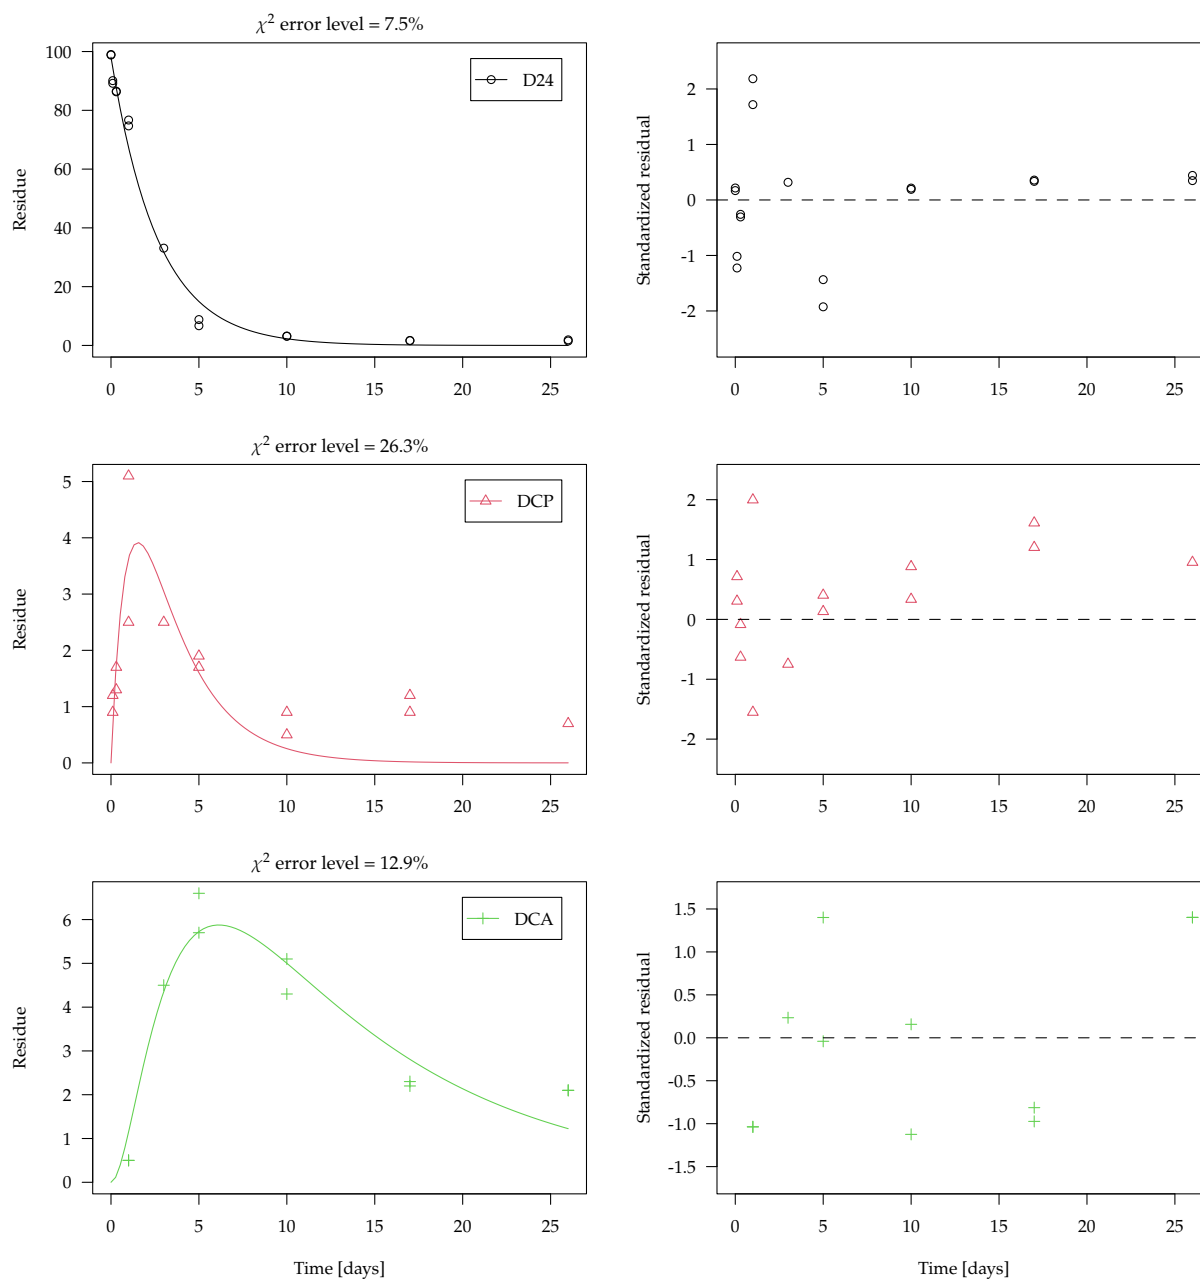 χ² error level = 7.5%
100
80
60
40
20
0
Residue
D24
0 5 10 15 20 25
2
1
0
-1
-2
Standardized residual
0 5 10 15 20 25
χ² error level = 26.3%
5
4
3
2
1
0
Residue
DCP
0 5 10 15 20 25
2
1
0
-1
-2
Standardized residual
0 5 10 15 20 25
χ² error level = 12.9%
6
5
4
3
2
1
0
Residue
DCA
0 5 10 15 20 25
Time [days]
1.5
1.0
0.5
0.0
-0.5
-1.0
-1.5
Standardized residual
0 5 10 15 20 25
Time [days]